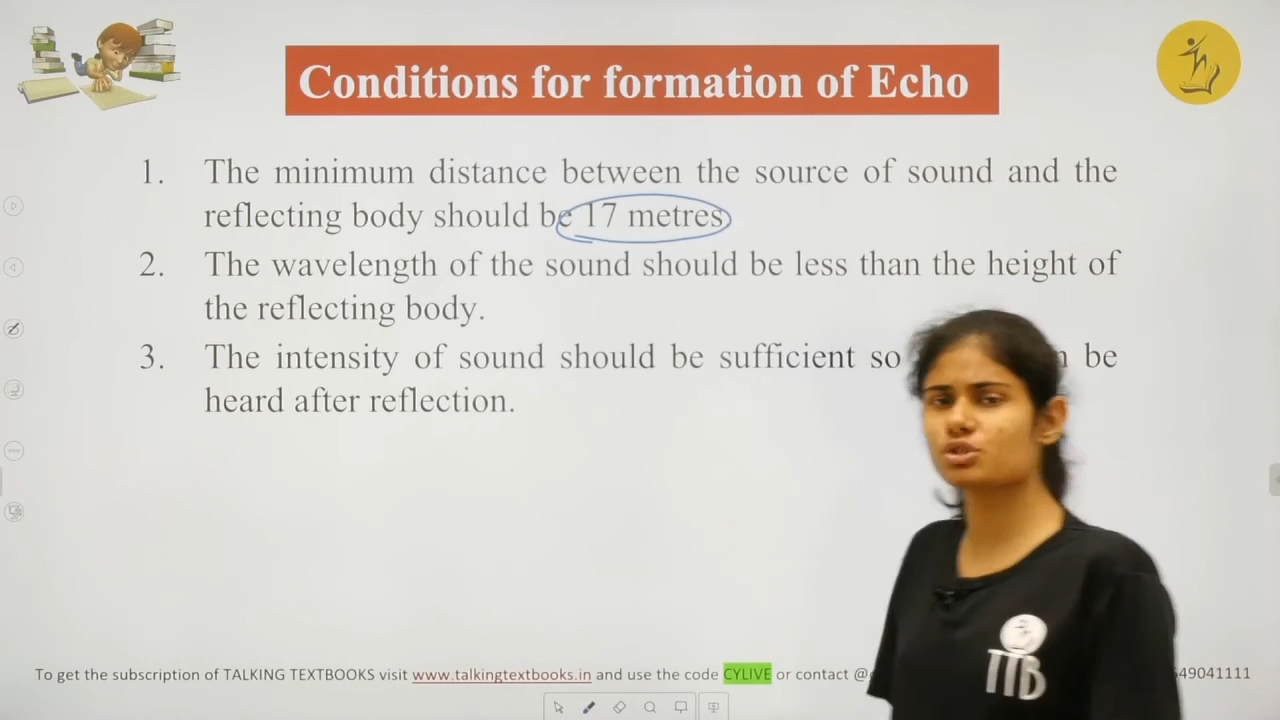 Conditions for formation of Echo
1. The minimum distance between the source of sound and the
reflecting body should be 17 metres
2. The wavelength of the sound should be less than the height of
the reflecting body.
3. The intensity of sound should be sufficient so be
heard after reflection.
To get the subscription of TALKING TEXTBOOKS visit www.talkingtextbooks.in and use the code CYLIVE or contact @
TTB